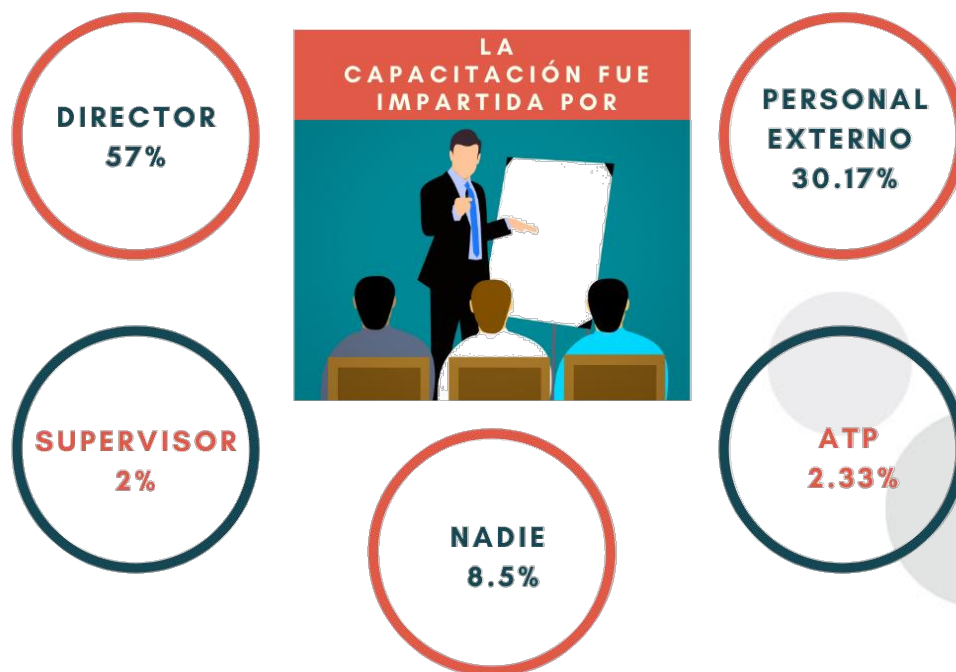 LA
CAPACITACIÓN FUE
IMPARTIDA POR
DIRECTOR
57%
PERSONAL
EXTERNO
30.17%
SUPERVISOR
2%
ATP
2.33%
NADIE
8.5%